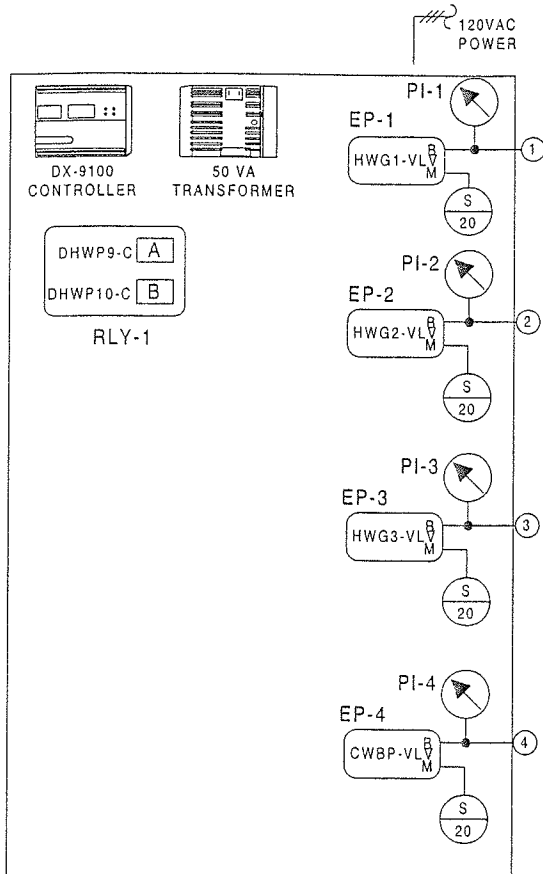 120VAC
POWER
DX-9100
CONTROLLER
50 VA
TRANSFORMER
DHWP9-C A
DHWP10-C B
RLY-1
PI-1
EP-1
HWG1-VL B
M
1
S
20
PI-2
EP-2
HWG2-VL B
M
2
S
20
PI-3
EP-3
HWG3-VL B
M
3
S
20
PI-4
EP-4
CWBP-VL B
M
4
S
20